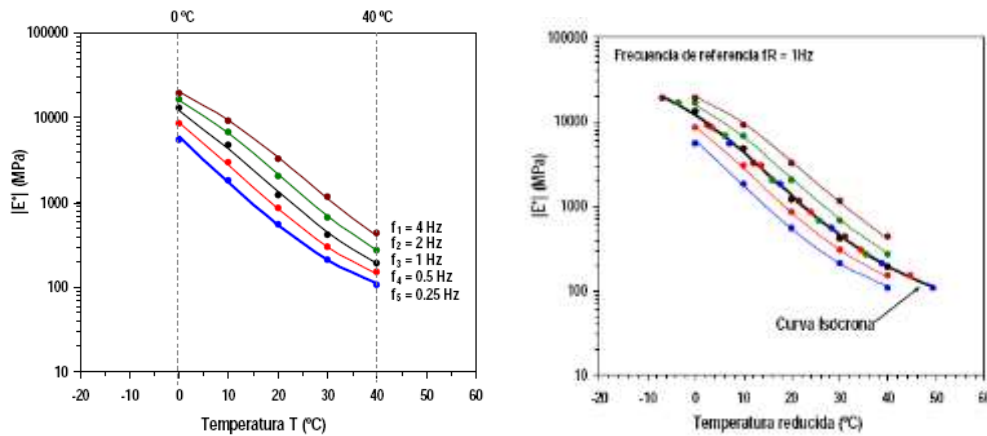 0 ºC
40 ºC
100000
10000
1000
100
10
|E*| (MPa)
f₁ = 4 Hz
f₂ = 2 Hz
f₃ = 1 Hz
f₄ = 0.5 Hz
f₅ = 0.25 Hz
-20 -10 0 10 20 30 40 50 60
Temperatura T (ºC)
100000
10000
1000
100
10
|E*| (MPa)
Frecuencia de referencia fR = 1Hz
Curva Isócrona
-20 -10 0 10 20 30 40 50 60
Temperatura reducida (ºC)